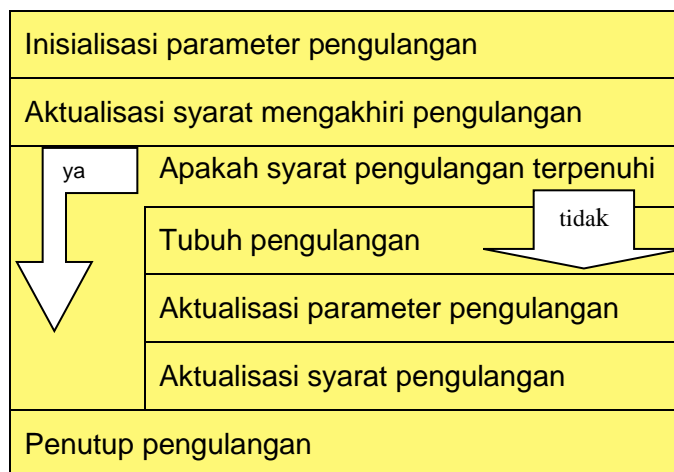 Inisialisasi parameter pengulangan
Aktualisasi syarat mengakhiri pengulangan
ya
Apakah syarat pengulangan terpenuhi
tidak
Tubuh pengulangan
Aktualisasi parameter pengulangan
Aktualisasi syarat pengulangan
Penutup pengulangan